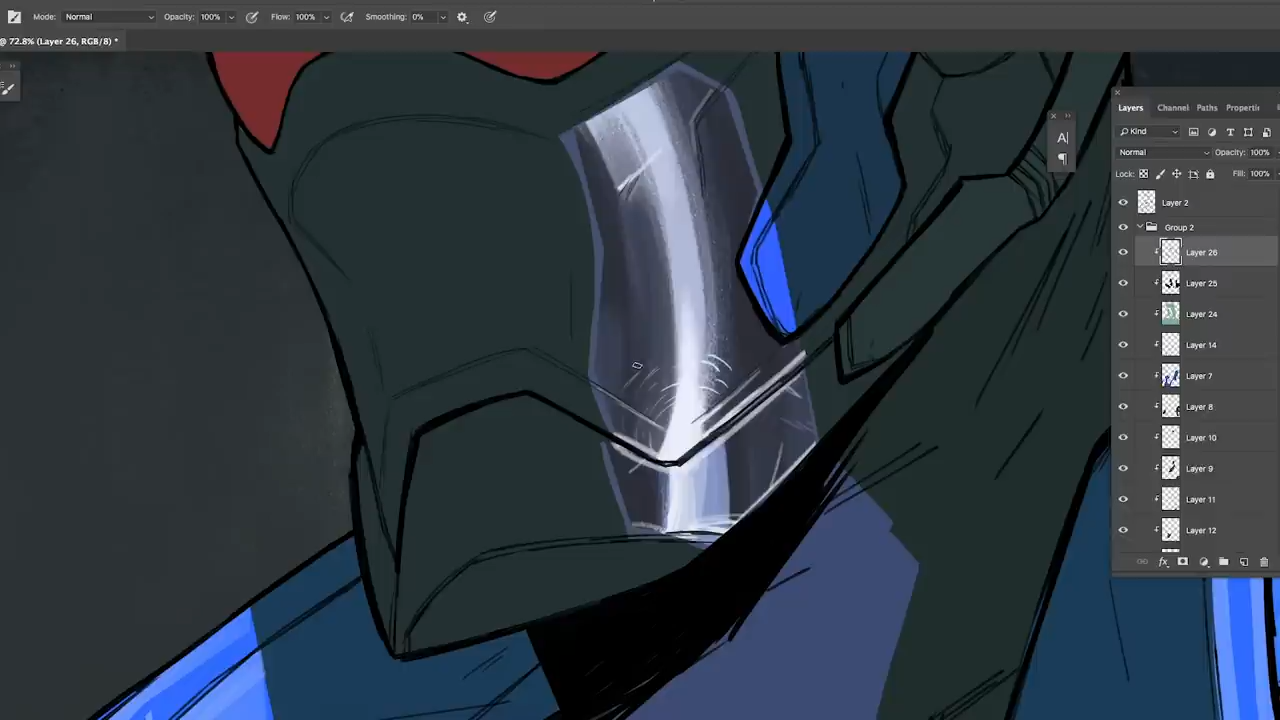 Mode: Normal Opacity: 100% Flow: 100% Smoothing: 0%
@ 72.8% (Layer 26, RGB/8) *
Layers Channel Paths Properti
Kind
Normal Opacity: 100%
Lock: Fill: 100%
Layer 2
Group 2
Layer 26
Layer 25
Layer 24
Layer 14
Layer 7
Layer 8
Layer 10
Layer 9
Layer 11
Layer 12